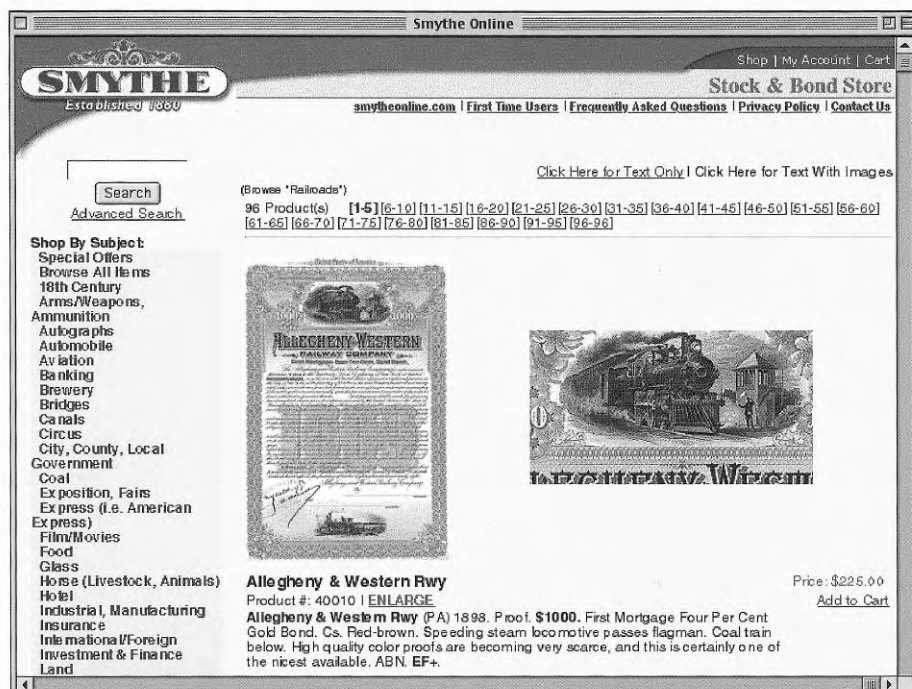 Smythe Online
SMYTHE
Established 1880
Shop | My Account | Cart
Stock & Bond Store
smytheonline.com | First Time Users | Frequently Asked Questions | Privacy Policy | Contact Us
Search
Advanced Search
Click Here for Text Only | Click Here for Text With Images
(Browse "Railroads")
96 Product(s) [1-5] [6-10] [11-15] [16-20] [21-25] [26-30] [31-35] [36-40] [41-45] [46-50] [51-55] [56-60]
[61-65] [66-70] [71-75] [76-80] [81-85] [86-90] [91-95] [96-96]
Shop By Subject:
Special Offers
Browse All Items
18th Century
Arms/Weapons,
Ammunition
Autographs
Automobile
Aviation
Banking
Brewery
Bridges
Canals
Circus
City, County, Local
Government
Coal
Exposition, Fairs
Express (i.e. American
Express)
Film/Movies
Food
Glass
Horse (Livestock, Animals)
Hotel
Industrial, Manufacturing
Insurance
International/Foreign
Investment & Finance
Land
ALLEGHENY & WESTERN
RAILWAY COMPANY
Allegheny & Western Rwy
Product #: 40010 | ENLARGE
Price: $225.00
Add to Cart
Allegheny & Western Rwy (PA) 1898. Proof. $1000. First Mortgage Four Per Cent
Gold Bond. Cs. Red-brown. Speeding steam locomotive passes flagman. Coal train
below. High quality color proofs are becoming very scarce, and this is certainly one of
the nicest available. ABN. EF+.